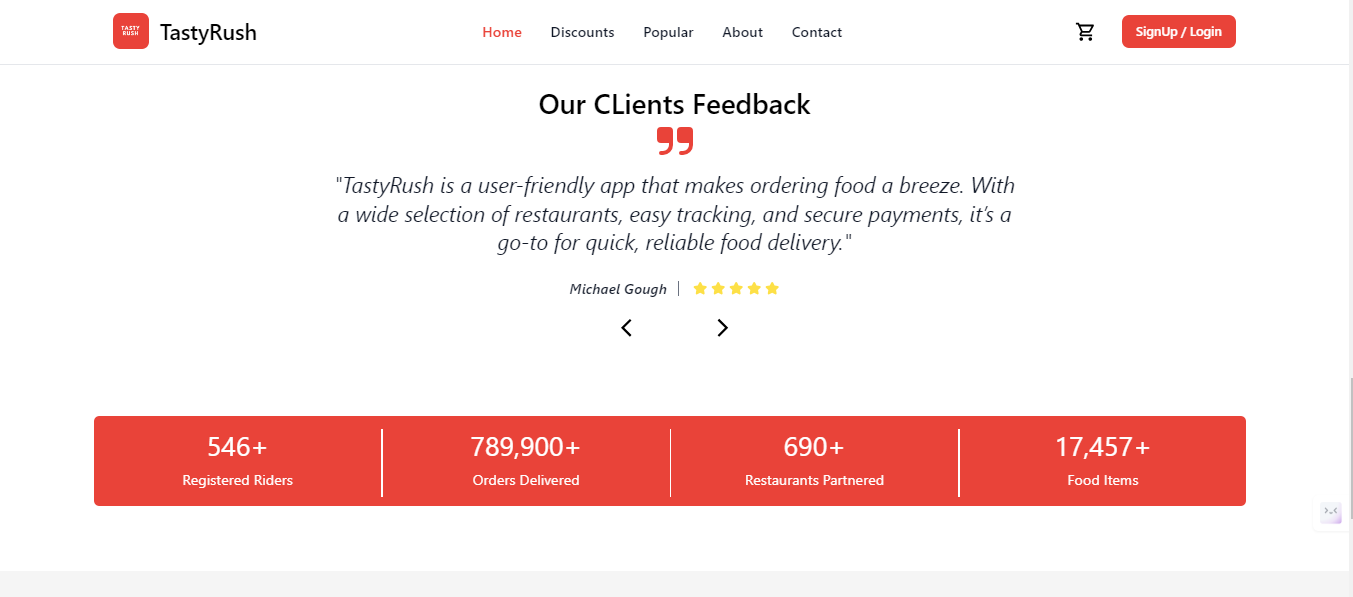 TASTY
RUSH
TastyRush
Home
Discounts
Popular
About
Contact
SignUp / Login
Our CLients Feedback
"TastyRush is a user-friendly app that makes ordering food a breeze. With
a wide selection of restaurants, easy tracking, and secure payments, it’s a
go-to for quick, reliable food delivery."
Michael Gough
546+
Registered Riders
789,900+
Orders Delivered
690+
Restaurants Partnered
17,457+
Food Items